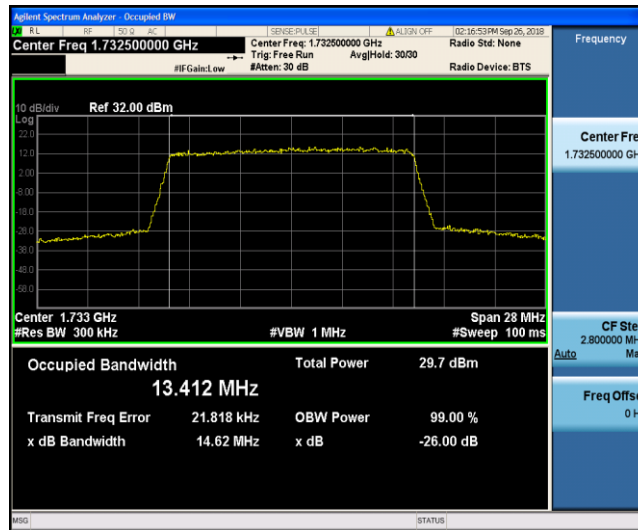 Agilent Spectrum Analyzer - Occupied BW
RL RF 50 Ω AC SENSE:PULSE ALIGN OFF 02:16:53 PM Sep 26, 2018
Center Freq 1.732500000 GHz Center Freq: 1.732500000 GHz Radio Std: None
Trig: Free Run Avg|Hold: 30/30
#IFGain:Low #Atten: 30 dB Radio Device: BTS
Frequency
10 dB/div Ref 32.00 dBm
Log
22.0
12.0
2.00
-8.00
-18.0
-28.0
-38.0
-48.0
-58.0
Center 1.733 GHz Span 28 MHz
#Res BW 300 kHz #VBW 1 MHz #Sweep 100 ms
Occupied Bandwidth Total Power 29.7 dBm
13.412 MHz
Transmit Freq Error 21.818 kHz OBW Power 99.00 %
x dB Bandwidth 14.62 MHz x dB -26.00 dB
Center Fre
1.732500000 GH
CF Ste
2.800000 MH
Auto Ma
Freq Offse
0 H
MSG STATUS